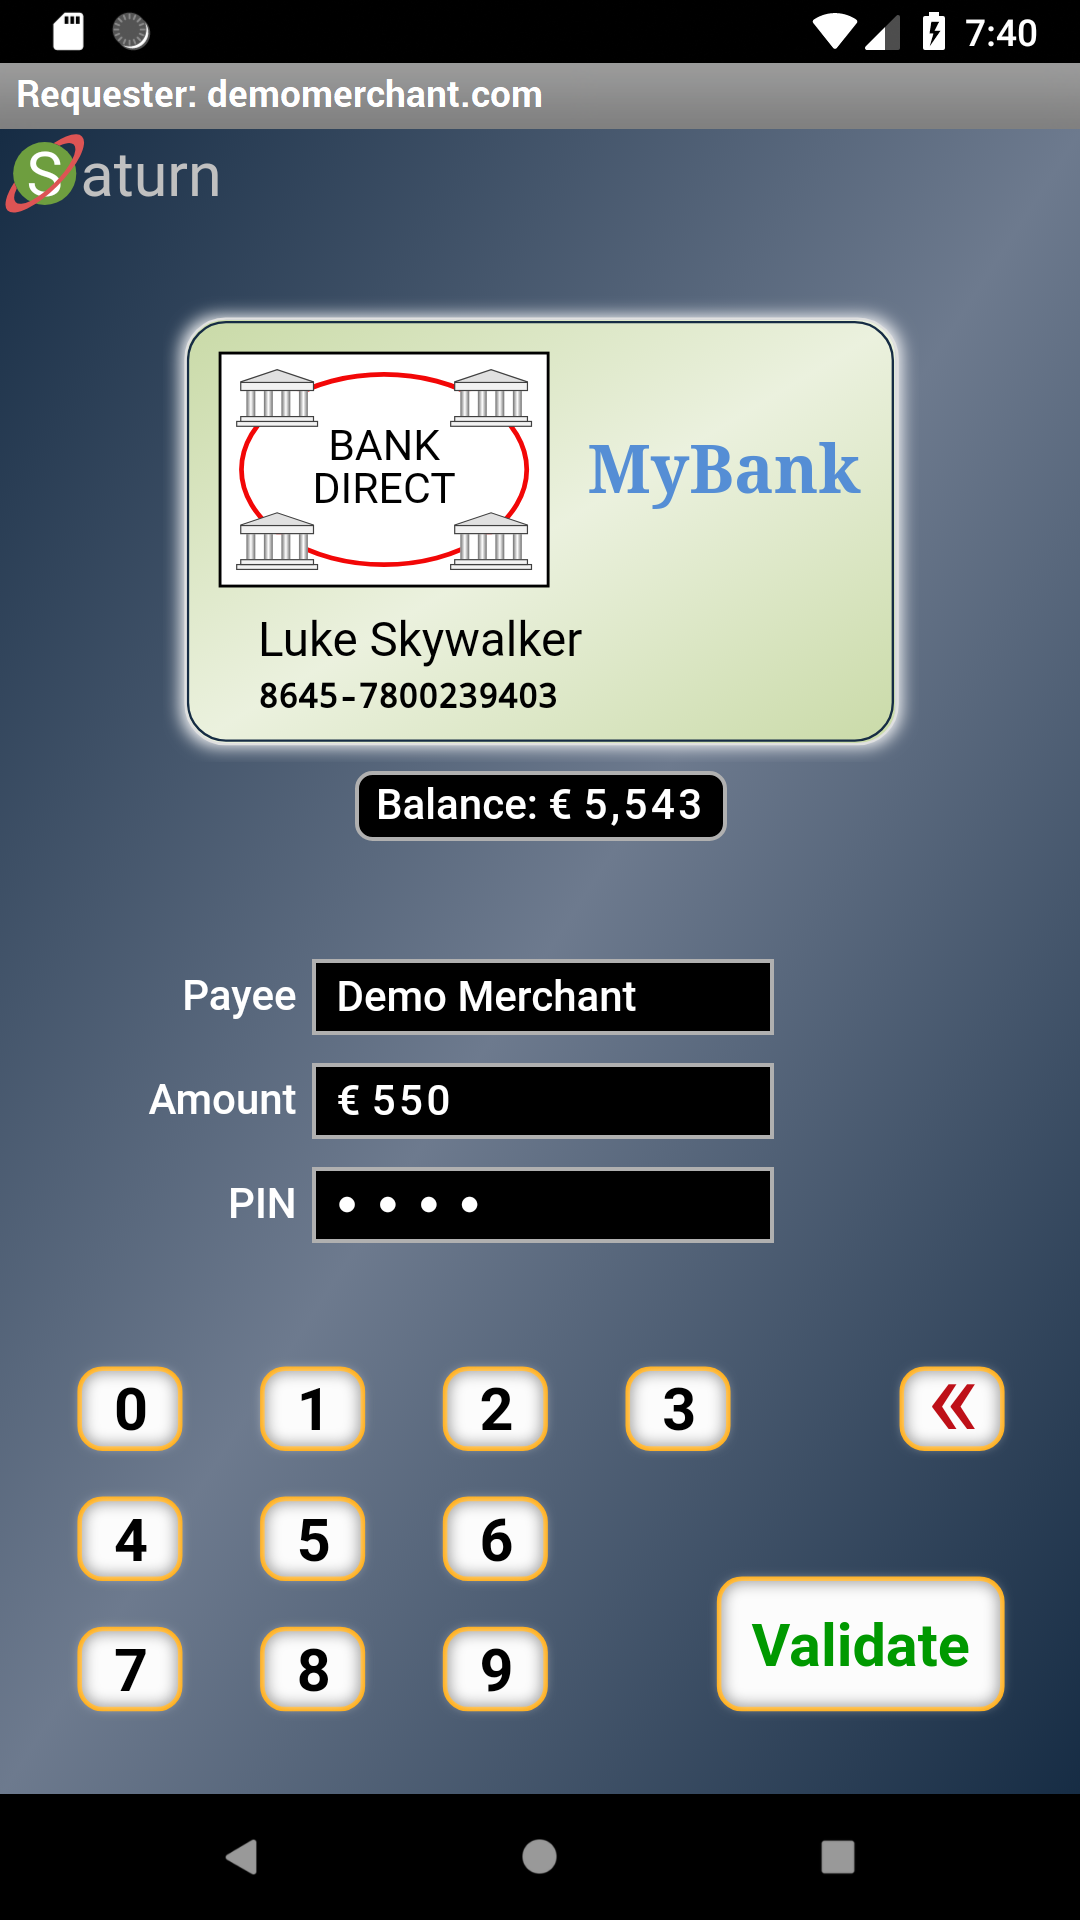 7:40
Requester: demomerchant.com
Saturn
BANK
DIRECT
MyBank
Luke Skywalker
8645-7800239403
Balance: € 5,543
Payee Demo Merchant
Amount € 550
PIN ● ● ● ●
0 1 2 3 «
4 5 6
Validate
7 8 9